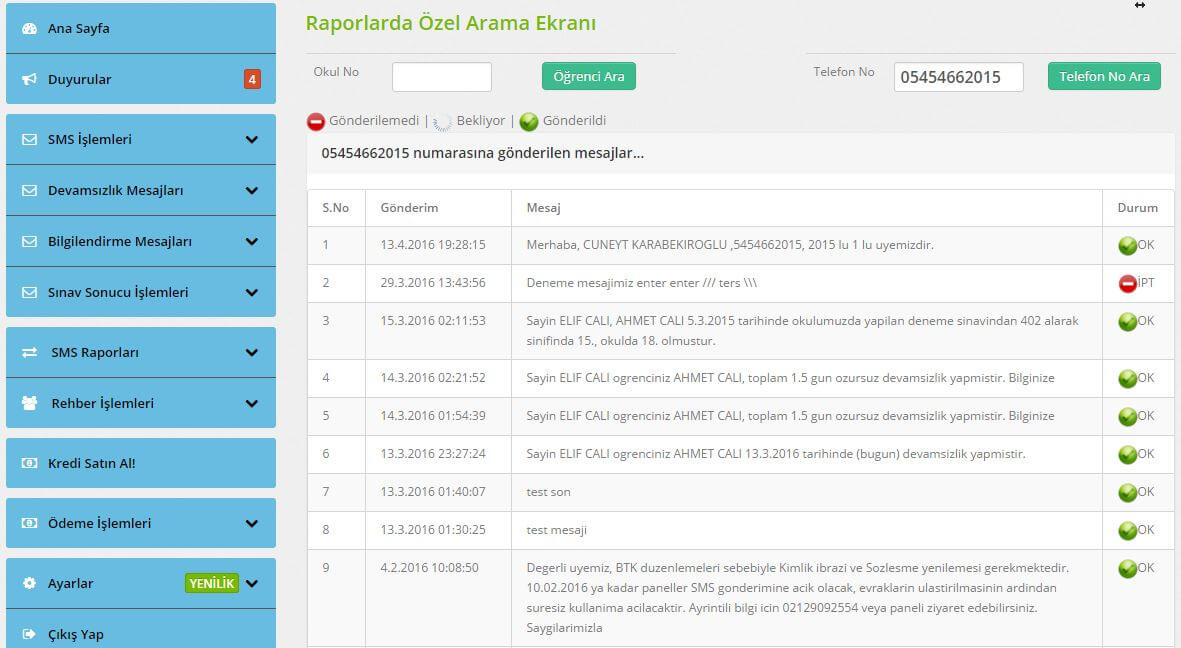 Ana Sayfa
Duyurular 4
SMS İşlemleri
Devamsızlık Mesajları
Bilgilendirme Mesajları
Sınav Sonucu İşlemleri
SMS Raporları
Rehber İşlemleri
Kredi Satın Al!
Ödeme İşlemleri
Ayarlar YENİLİK
Çıkış Yap
Raporlarda Özel Arama Ekranı
Okul No Öğrenci Ara Telefon No 05454662015 Telefon No Ara
Gönderilemedi | Bekliyor | Gönderildi
05454662015 numarasına gönderilen mesajlar...
S.No Gönderim Mesaj Durum
1 13.4.2016 19:28:15 Merhaba, CUNEYT KARABEKIROGLU ,5454662015, 2015 lu 1 lu uyemizdir. OK
2 29.3.2016 13:43:56 Deneme mesajimiz enter enter /// ters \\\ İPT
3 15.3.2016 02:11:53 Sayin ELIF CALI, AHMET CALI 5.3.2015 tarihinde okulumuzda yapilan deneme sinavindan 402 alarak OK
sinifinda 15., okulda 18. olmustur.
4 14.3.2016 02:21:52 Sayin ELIF CALI ogrenciniz AHMET CALI, toplam 1.5 gun ozursuz devamsizlik yapmistir. Bilginize OK
5 14.3.2016 01:54:39 Sayin ELIF CALI ogrenciniz AHMET CALI, toplam 1.5 gun ozursuz devamsizlik yapmistir. Bilginize OK
6 13.3.2016 23:27:24 Sayin ELIF CALI ogrenciniz AHMET CALI 13.3.2016 tarihinde (bugun) devamsizlik yapmistir. OK
7 13.3.2016 01:40:07 test son OK
8 13.3.2016 01:30:25 test mesaji OK
9 4.2.2016 10:08:50 Degerli uyemiz, BTK duzenlemeleri sebebiyle Kimlik ibrazi ve Sozlesme yenilemesi gerekmektedir. OK
10.02.2016 ya kadar paneller SMS gonderimine acik olacak, evraklarin ulastirilmasinin ardindan
suresiz kullanima acilacaktir. Ayrintili bilgi icin 02129092554 veya paneli ziyaret edebilirsiniz.
Saygilarimizla